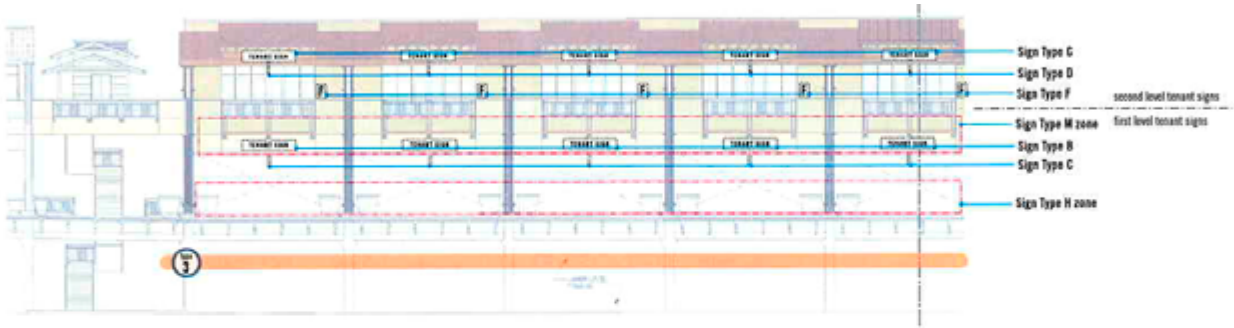 TENANT SIGN TENANT SIGN TENANT SIGN TENANT SIGN TENANT SIGN
Sign Type G
Sign Type D
F F F F F
Sign Type F
second level tenant signs
first level tenant signs
Sign Type M zone
TENANT SIGN TENANT SIGN TENANT SIGN TENANT SIGN TENANT SIGN
Sign Type B
Sign Type C
Sign Type H zone
3